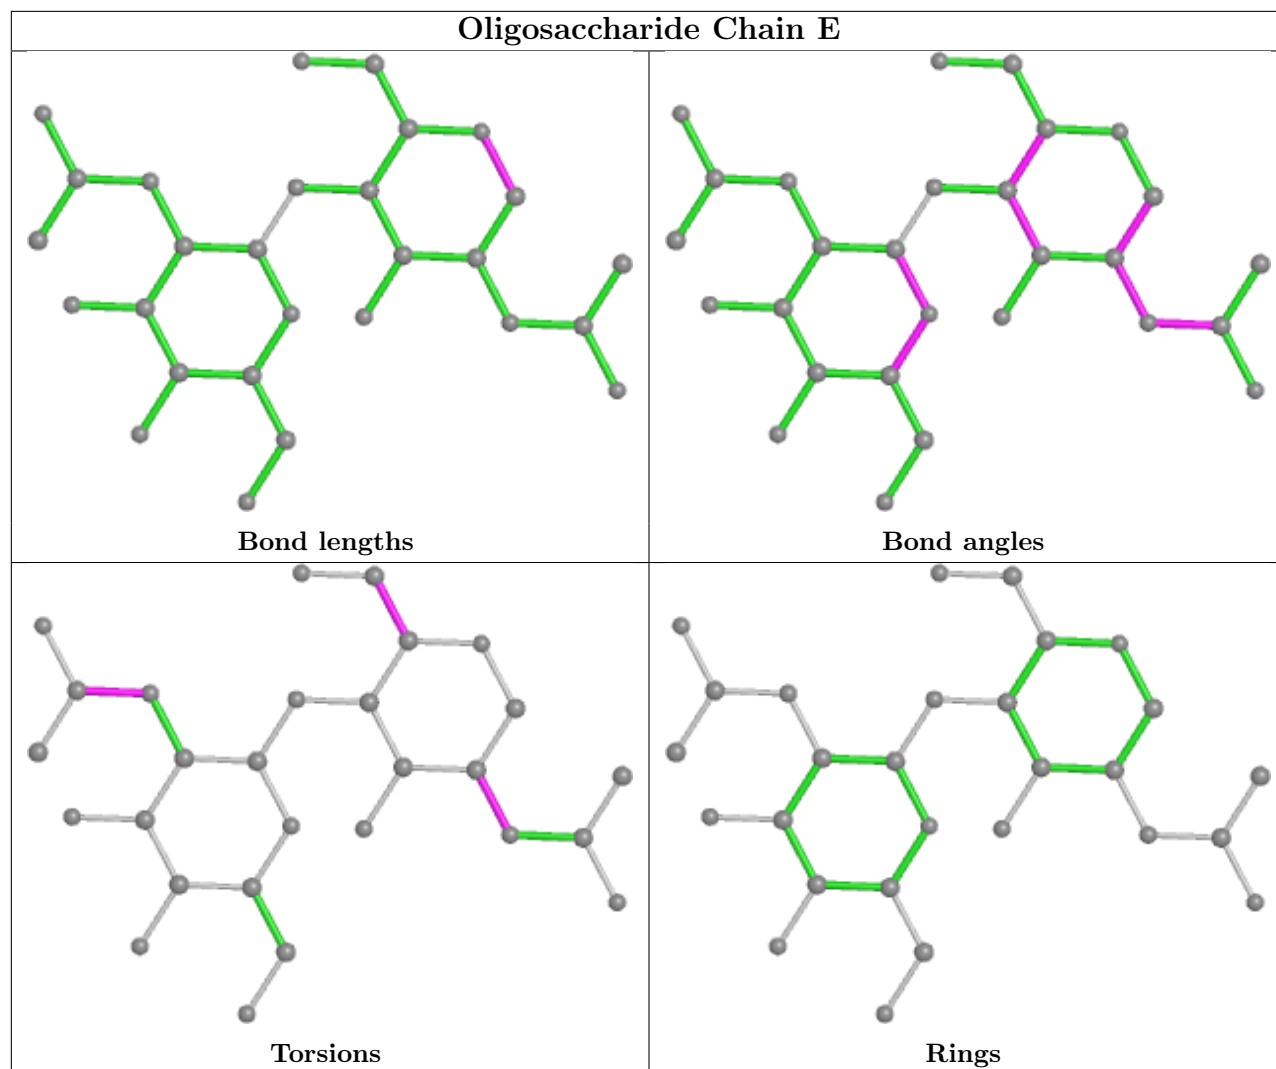 Oligosaccharide Chain E
Bond lengths
Bond angles
Torsions
Rings